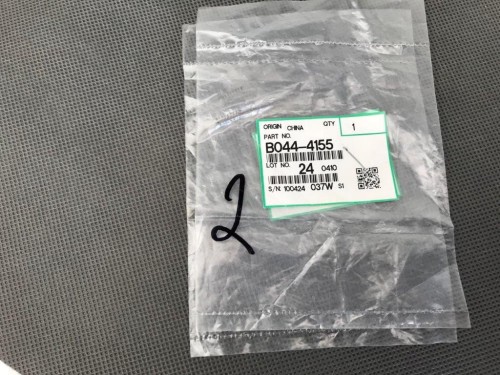 ORIGIN CHINA QTY 1
PART NO.
B044-4155
LOT NO. 24 0410
S/N: 100424 037W S1
2